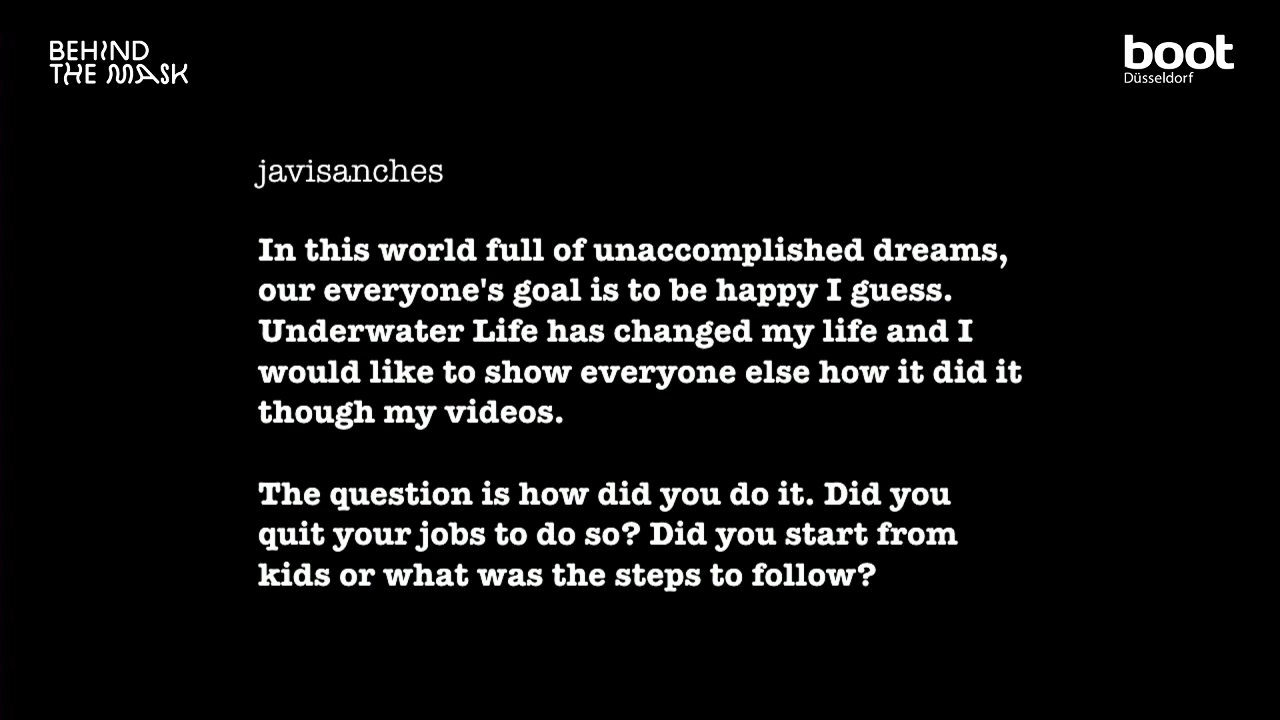 BEHIND
THE MASK
boot
Düsseldorf
javisanches
In this world full of unaccomplished dreams,
our everyone's goal is to be happy I guess.
Underwater Life has changed my life and I
would like to show everyone else how it did it
though my videos.
The question is how did you do it. Did you
quit your jobs to do so? Did you start from
kids or what was the steps to follow?